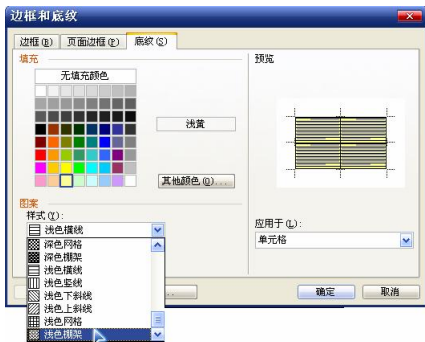 边框和底纹
边框(B) 页面边框(P) 底纹(S)
填充
无填充颜色
浅黄
其他颜色(O)...
图案
样式(Y):
浅色横线
深色网格
深色棚架
浅色横线
浅色竖线
浅色下斜线
浅色上斜线
浅色网格
浅色棚架
预览
应用于(L):
单元格
确定 取消